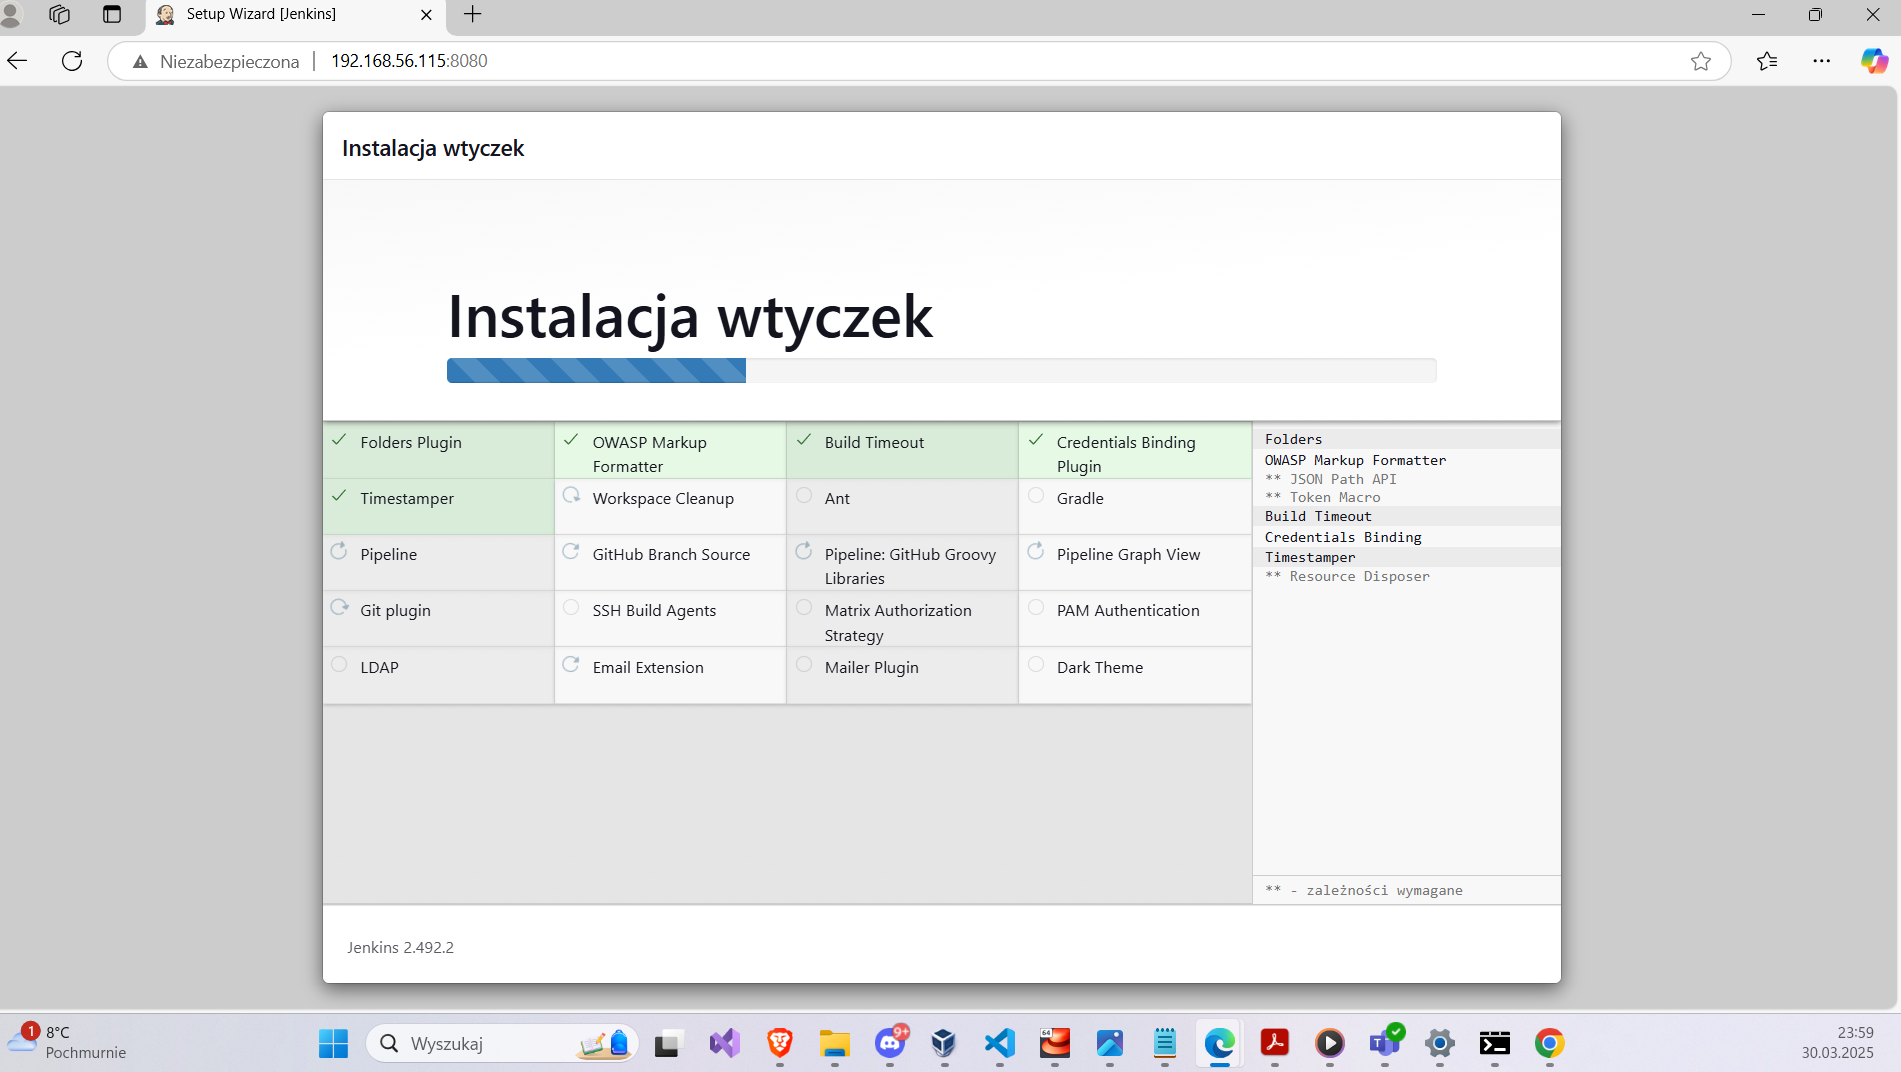 Setup Wizard [Jenkins]
Niezabezpieczona
192.168.56.115:8080
Instalacja wtyczek
Instalacja wtyczek
Folders Plugin
OWASP Markup
Formatter
Build Timeout
Credentials Binding
Plugin
Timestamper
Workspace Cleanup
Ant
Gradle
Pipeline
GitHub Branch Source
Pipeline: GitHub Groovy
Libraries
Pipeline Graph View
Git plugin
SSH Build Agents
Matrix Authorization
Strategy
PAM Authentication
LDAP
Email Extension
Mailer Plugin
Dark Theme
Folders
OWASP Markup Formatter
** JSON Path API
** Token Macro
Build Timeout
Credentials Binding
Timestamper
** Resource Disposer
** - zależności wymagane
Jenkins 2.492.2
1
8°C
Pochmurnie
Wyszukaj
9+
64
T
23:59
30.03.2025